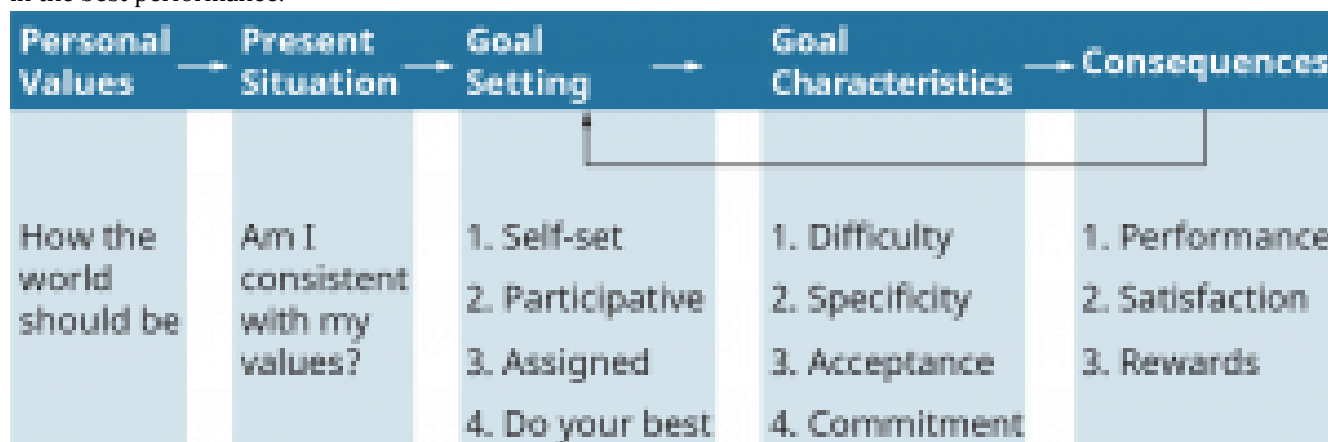 in the best performance.
Personal Values
Present Situation
Goal Setting
Goal Characteristics
Consequences
How the
world
should be
Am I
consistent
with my
values?
1. Self-set
2. Participative
3. Assigned
4. Do your best
1. Difficulty
2. Specificity
3. Acceptance
4. Commitment
1. Performance
2. Satisfaction
3. Rewards